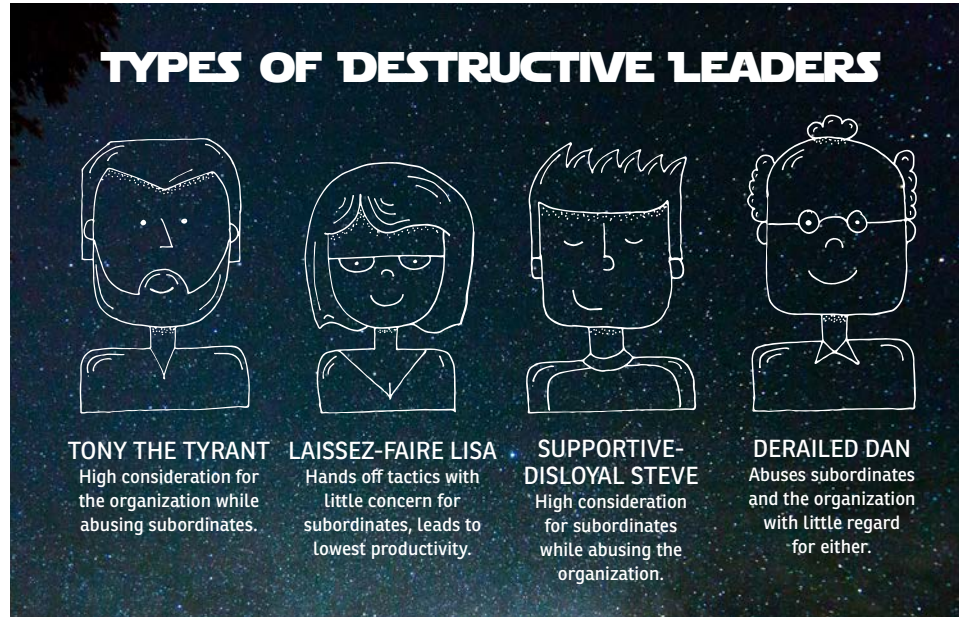 TYPES OF DESTRUCTIVE LEADERS
TONY THE TYRANT
High consideration for
the organization while
abusing subordinates.
LAISSEZ-FAIRE LISA
Hands off tactics with
little concern for
subordinates, leads to
lowest productivity.
SUPPORTIVE-
DISLOYAL STEVE
High consideration
for subordinates
while abusing the
organization.
DERAILED DAN
Abuses subordinates
and the organization
with little regard
for either.